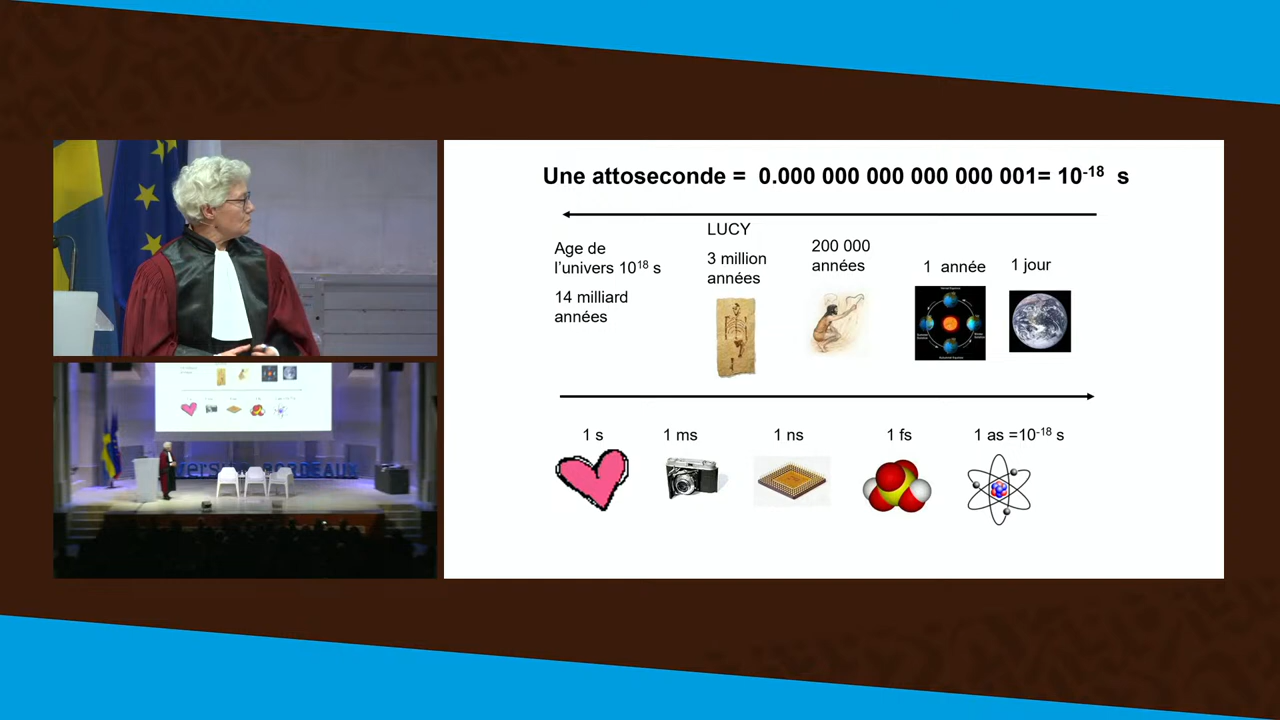 Une attoseconde = 0.000 000 000 000 000 001= 10⁻¹⁸ s
Age de
l'univers 10¹⁸ s
14 milliard
années
LUCY
3 million
années
200 000
années
1 année
1 jour
1 s
1 ms
1 ns
1 fs
1 as =10⁻¹⁸ s
BORDEAUX